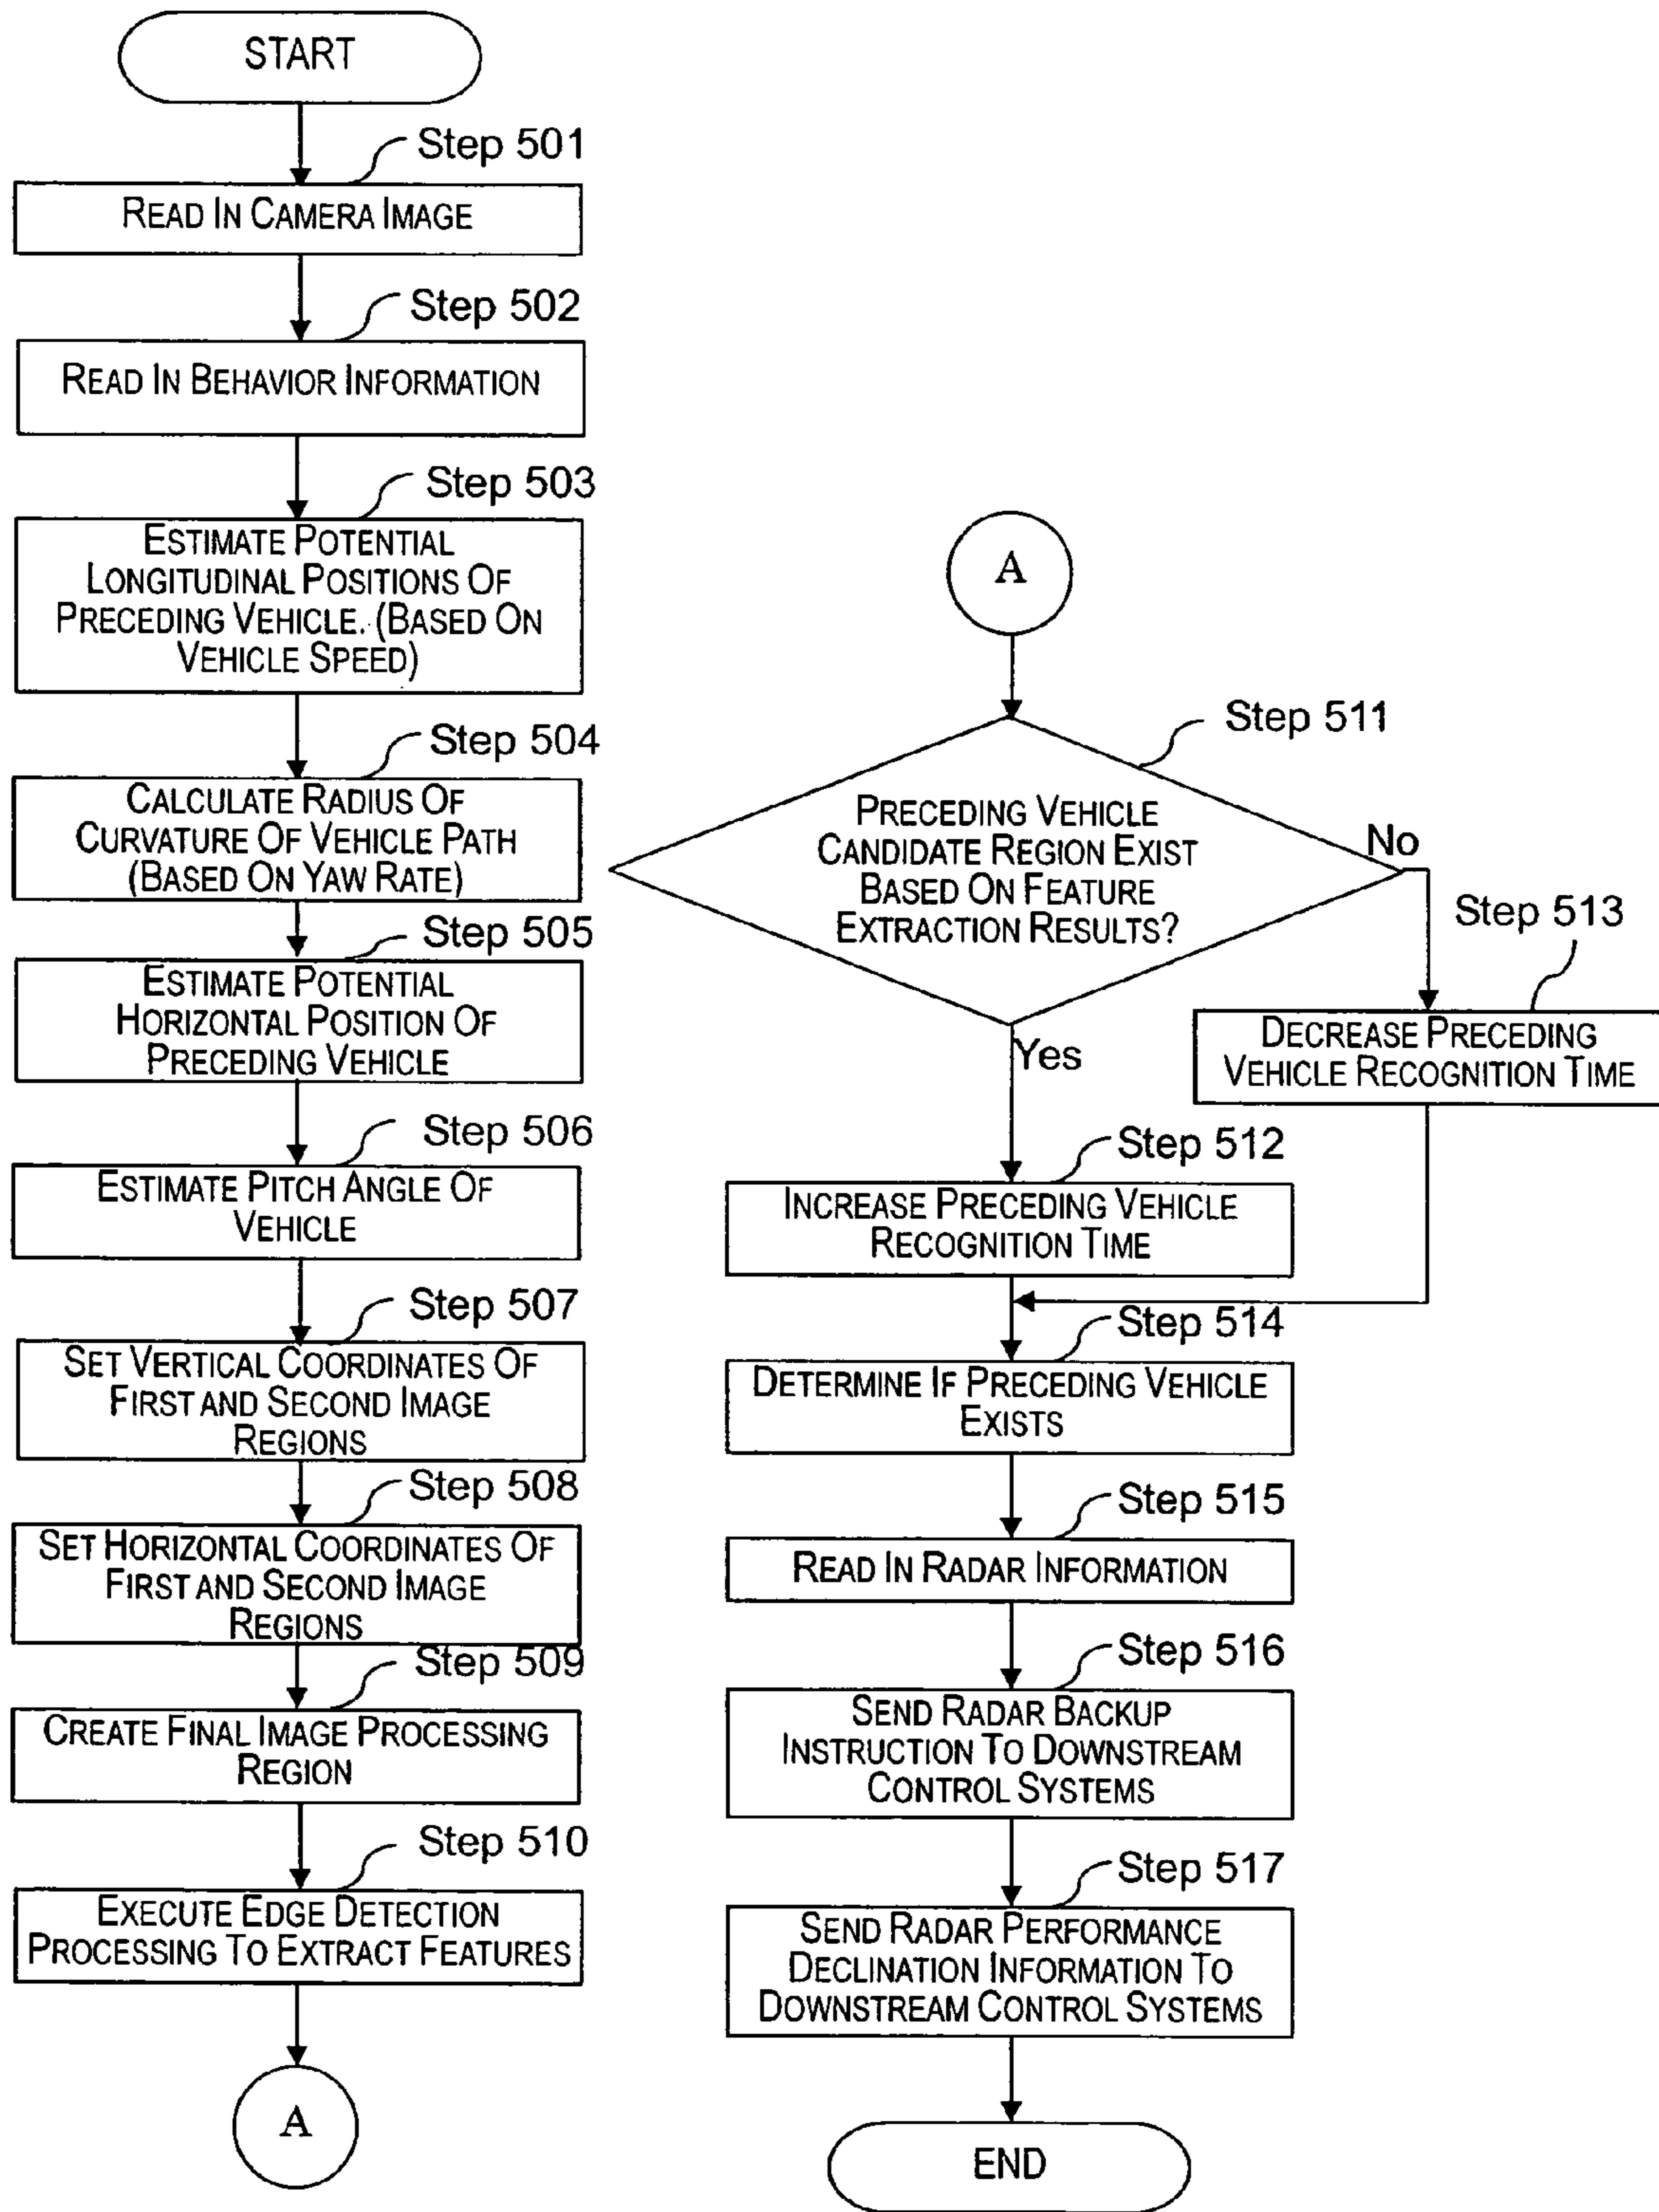 START
Step 501
READ IN CAMERA IMAGE
Step 502
READ IN BEHAVIOR INFORMATION
Step 503
ESTIMATE POTENTIAL
LONGITUDINAL POSITIONS OF
PRECEDING VEHICLE. (BASED ON
VEHICLE SPEED)
Step 504
CALCULATE RADIUS OF
CURVATURE OF VEHICLE PATH
(BASED ON YAW RATE)
Step 505
ESTIMATE POTENTIAL
HORIZONTAL POSITION OF
PRECEDING VEHICLE
Step 506
ESTIMATE PITCH ANGLE OF
VEHICLE
Step 507
SET VERTICAL COORDINATES OF
FIRST AND SECOND IMAGE
REGIONS
Step 508
SET HORIZONTAL COORDINATES OF
FIRST AND SECOND IMAGE
REGIONS
Step 509
CREATE FINAL IMAGE PROCESSING
REGION
Step 510
EXECUTE EDGE DETECTION
PROCESSING TO EXTRACT FEATURES
A
A
Step 511
PRECEDING VEHICLE
CANDIDATE REGION EXIST
BASED ON FEATURE
EXTRACTION RESULTS?
No
Step 513
DECREASE PRECEDING
VEHICLE RECOGNITION TIME
Yes
Step 512
INCREASE PRECEDING VEHICLE
RECOGNITION TIME
Step 514
DETERMINE IF PRECEDING VEHICLE
EXISTS
Step 515
READ IN RADAR INFORMATION
Step 516
SEND RADAR BACKUP
INSTRUCTION TO DOWNSTREAM
CONTROL SYSTEMS
Step 517
SEND RADAR PERFORMANCE
DECLINATION INFORMATION TO
DOWNSTREAM CONTROL SYSTEMS
END